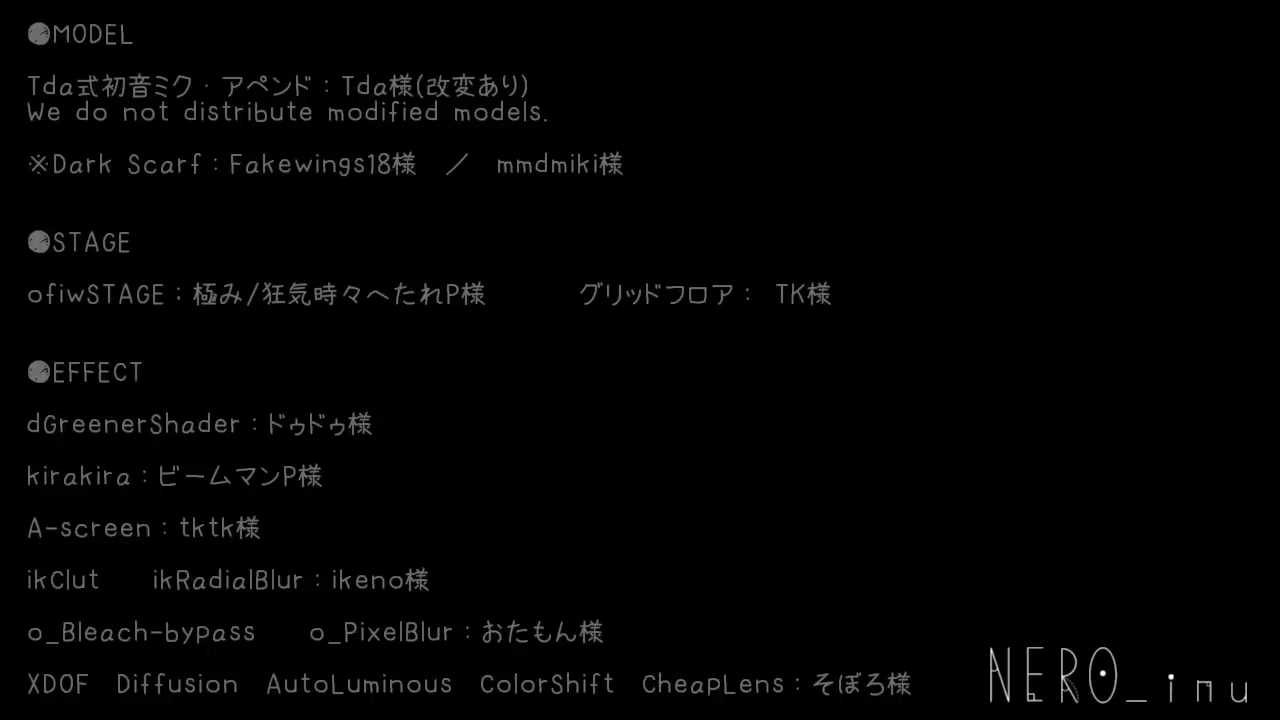 ●MODEL
Tda式初音ミク・アペンド：Tda様(改変あり)
We do not distribute modified models.
※Dark Scarf：Fakewings18様　／　mmdmiki様
●STAGE
ofiwSTAGE：極み/狂気時々へたれP様　　　グリッドフロア：　TK様
●EFFECT
dGreenerShader：ドゥドゥ様
kirakira：ビームマンP様
A-screen：tktk様
ikClut　　ikRadialBlur：ikeno様
o_Bleach-bypass　　o_PixelBlur：おたもん様
XDOF　Diffusion　AutoLuminous　ColorShift　CheapLens：そぼろ様
NERO_inu